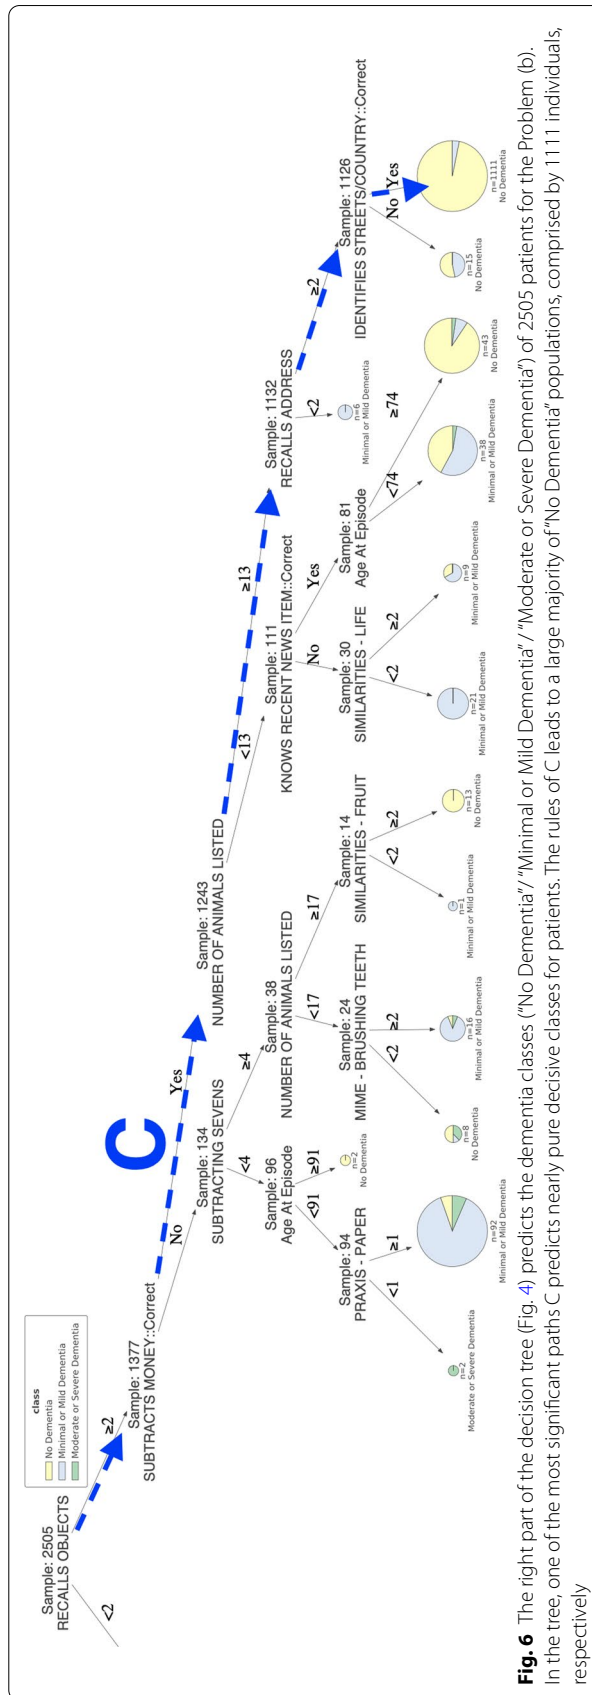 class
No Dementia
Minimal or Mild Dementia
Moderate or Severe Dementia
Sample: 2505
RECALLS OBJECTS
<2
≥2
Sample: 1377
SUBTRACTS MONEY::Correct
C
No
Yes
Sample: 134
SUBTRACTING SEVENS
Sample: 1243
NUMBER OF ANIMALS LISTED
<4
≥4
<13
≥13
Sample: 96
Age At Episode
Sample: 38
NUMBER OF ANIMALS LISTED
Sample: 111
KNOWS RECENT NEWS ITEM::Correct
Sample: 1132
RECALLS ADDRESS
<91
≥91
<17
≥17
No
Yes
<2
≥2
Sample: 94
PRAXIS - PAPER
n=2
No Dementia
Sample: 24
MIME - BRUSHING TEETH
Sample: 14
SIMILARITIES - FRUIT
Sample: 30
SIMILARITIES - LIFE
Sample: 81
Age At Episode
n=6
Minimal or Mild Dementia
Sample: 1126
IDENTIFIES STREETS/COUNTRY::Correct
<1
≥1
<2
≥2
<2
≥2
<2
≥2
<74
≥74
No
Yes
n=2
Moderate or Severe Dementia
n=92
Minimal or Mild Dementia
n=8
No Dementia
n=16
Minimal or Mild Dementia
n=1
Minimal or Mild Dementia
n=13
No Dementia
n=21
Minimal or Mild Dementia
n=9
Minimal or Mild Dementia
n=38
Minimal or Mild Dementia
n=43
No Dementia
n=15
No Dementia
n=1111
No Dementia
Fig. 6 The right part of the decision tree (Fig. 4) predicts the dementia classes (“No Dementia”/ “Minimal or Mild Dementia”/ “Moderate or Severe Dementia”) of 2505 patients for the Problem (b).
In the tree, one of the most significant paths C predicts nearly pure decisive classes for patients. The rules of C leads to a large majority of “No Dementia” populations, comprised by 1111 individuals,
respectively